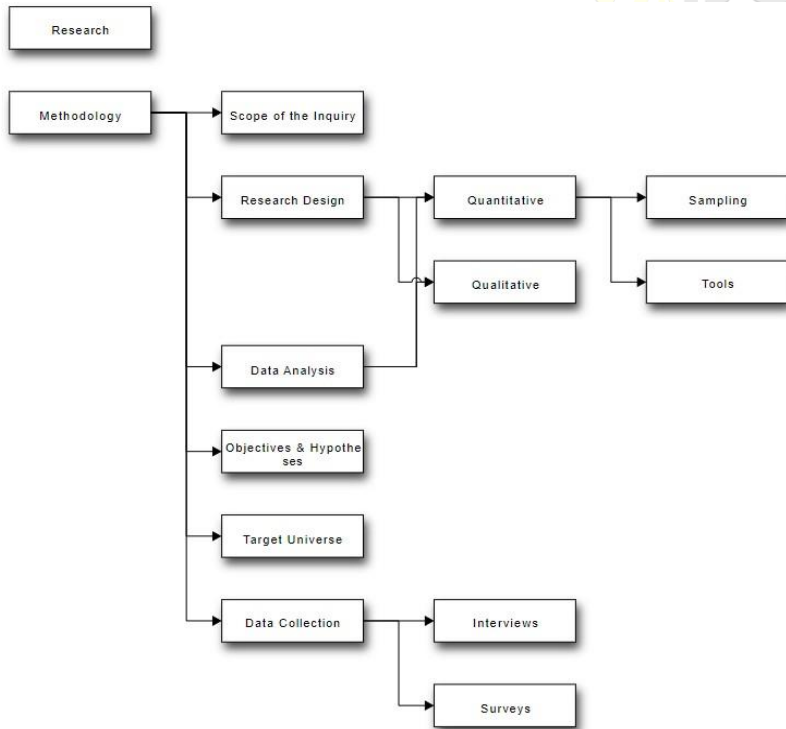 Research
Methodology
Scope of the Inquiry
Research Design
Quantitative
Sampling
Qualitative
Tools
Data Analysis
Objectives & Hypothe
ses
Target Universe
Data Collection
Interviews
Surveys